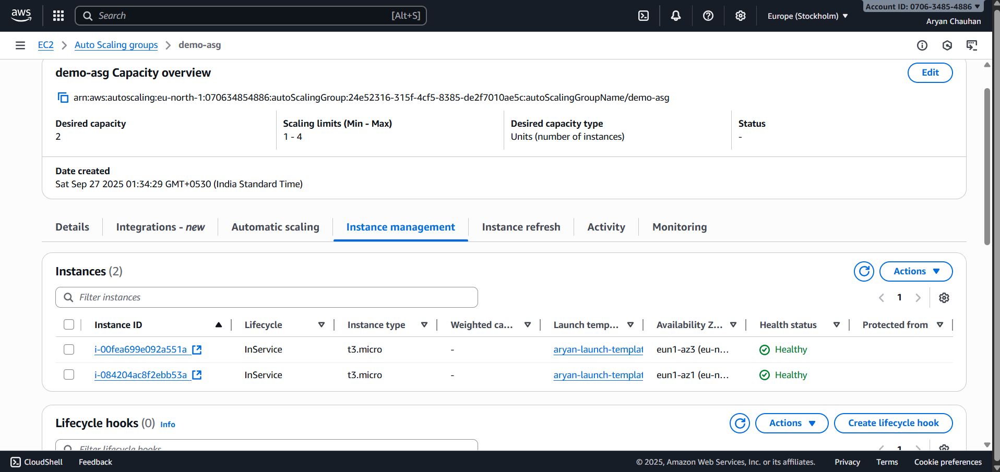 aws
Search [Alt+S]
Europe (Stockholm)
Account ID: 0706-3485-4886
Aryan Chauhan
EC2 Auto Scaling groups demo-asg
demo-asg Capacity overview
Edit
arn:aws:autoscaling:eu-north-1:070634854886:autoScalingGroup:24e52316-315f-4cf5-8385-de2f7010ae5c:autoScalingGroupName/demo-asg
Desired capacity
2
Scaling limits (Min - Max)
1 - 4
Desired capacity type
Units (number of instances)
Status
-
Date created
Sat Sep 27 2025 01:34:29 GMT+0530 (India Standard Time)
Details Integrations - new Automatic scaling Instance management Instance refresh Activity Monitoring
Instances (2)
Actions
Filter instances
1
Instance ID Lifecycle Instance type Weighted ca... Launch temp... Availability Z... Health status Protected from
i-00fea699e092a551a InService t3.micro - aryan-launch-templat eun1-az3 (eu-n... Healthy
i-084204ac8f2ebb53a InService t3.micro - aryan-launch-templat eun1-az1 (eu-n... Healthy
Lifecycle hooks (0) Info
Actions Create lifecycle hook
Filter lifecycle hooks
1
CloudShell Feedback © 2025, Amazon Web Services, Inc. or its affiliates. Privacy Terms Cookie preferences